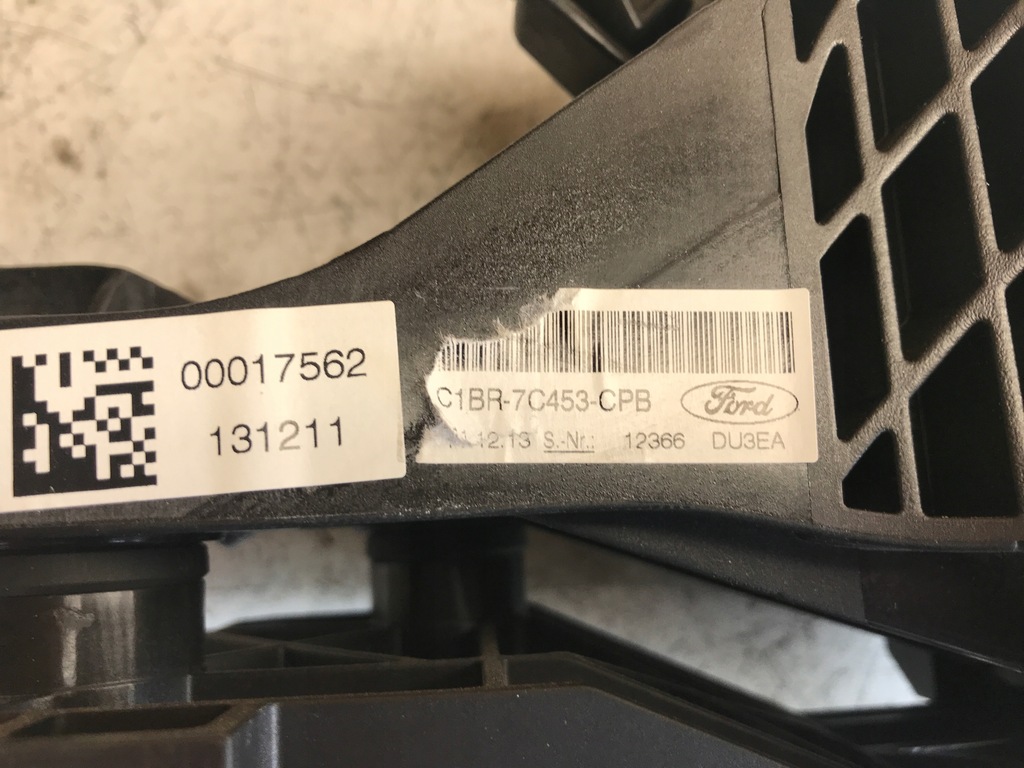 00017562
131211
C1BR-7C453-CPB
Ford
.12.13 S.-Nr.: 12366 DU3EA